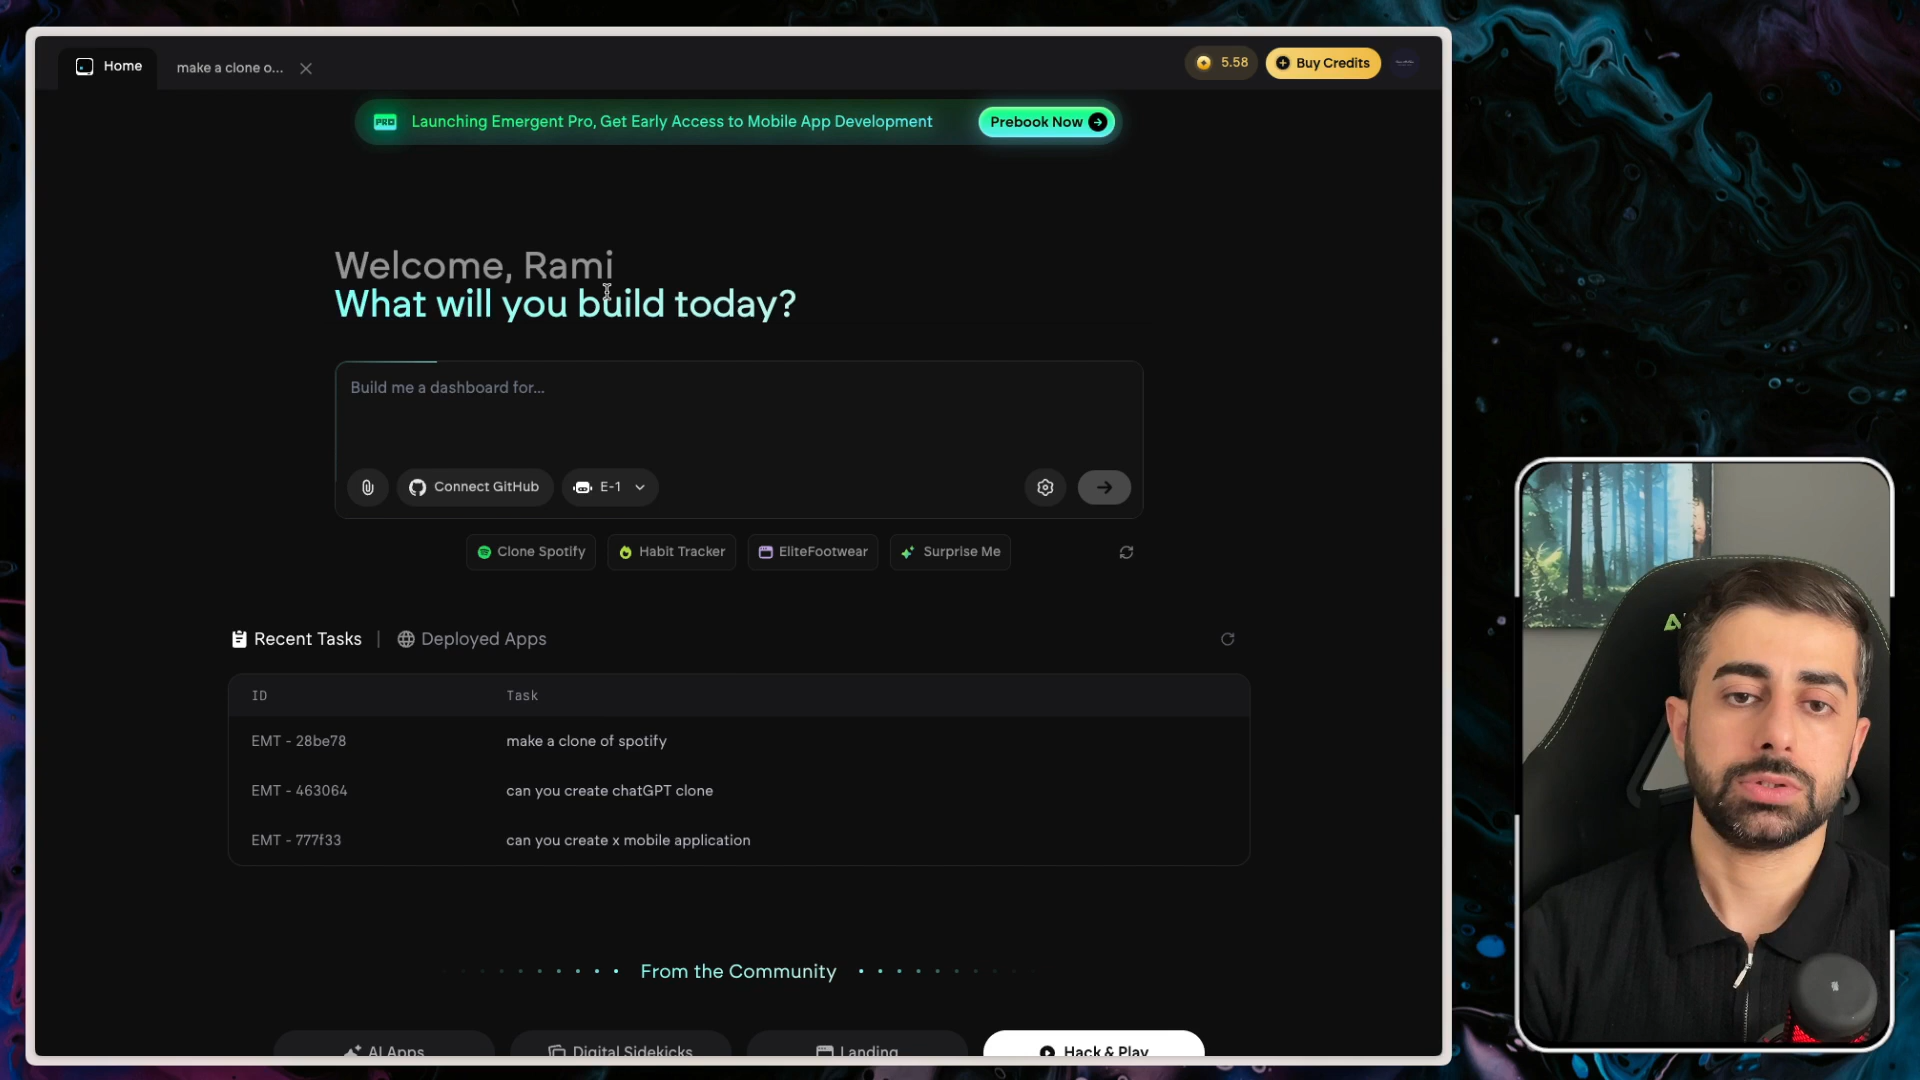 Home
make a clone o...
5.58
Buy Credits
PRO
Launching Emergent Pro, Get Early Access to Mobile App Development
Prebook Now
Welcome, Rami
What will you build today?
Build me a dashboard for...
Connect GitHub
E-1
Clone Spotify
Habit Tracker
EliteFootwear
Surprise Me
Recent Tasks
Deployed Apps
ID
Task
EMT - 28be78
make a clone of spotify
EMT - 463064
can you create chatGPT clone
EMT - 777f33
can you create x mobile application
From the Community
AI Apps
Digital Sidekicks
Landing
Hack & Play